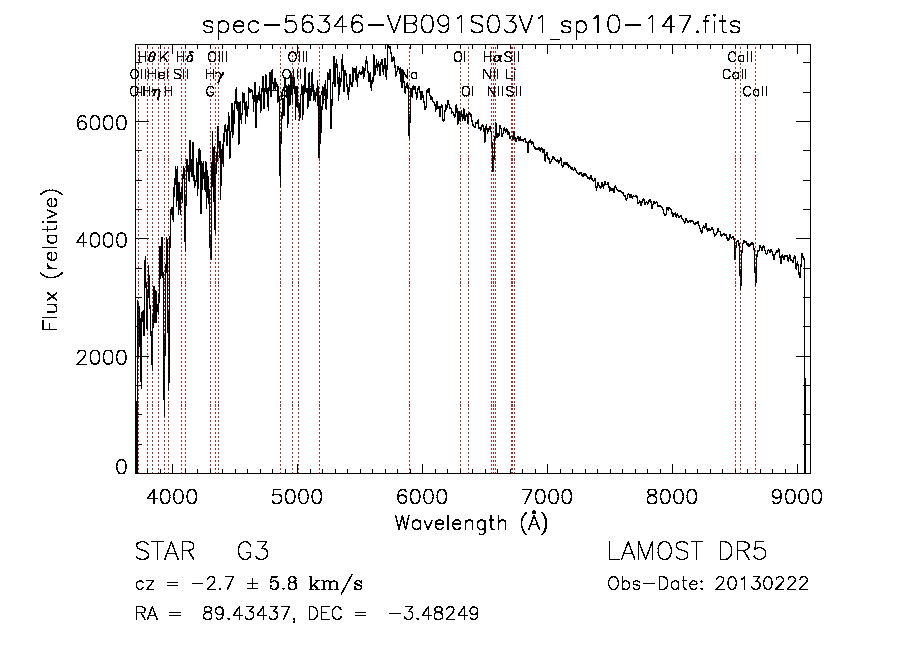 spec-56346-VB091S03V1_sp10-147.fits
Hθ K Hδ OIII OIII OI Hα SII CaII
OII HeI SII Hγ OIII Na NII Li CaII
OII Hη H G OI NII SII CaII
6000
4000
2000
0
Flux (relative)
4000 5000 6000 7000 8000 9000
Wavelength (Å)
STAR G3 LAMOST DR5
cz = −2.7 ± 5.8 km/s Obs-Date: 20130222
RA = 89.43437, DEC = −3.48249